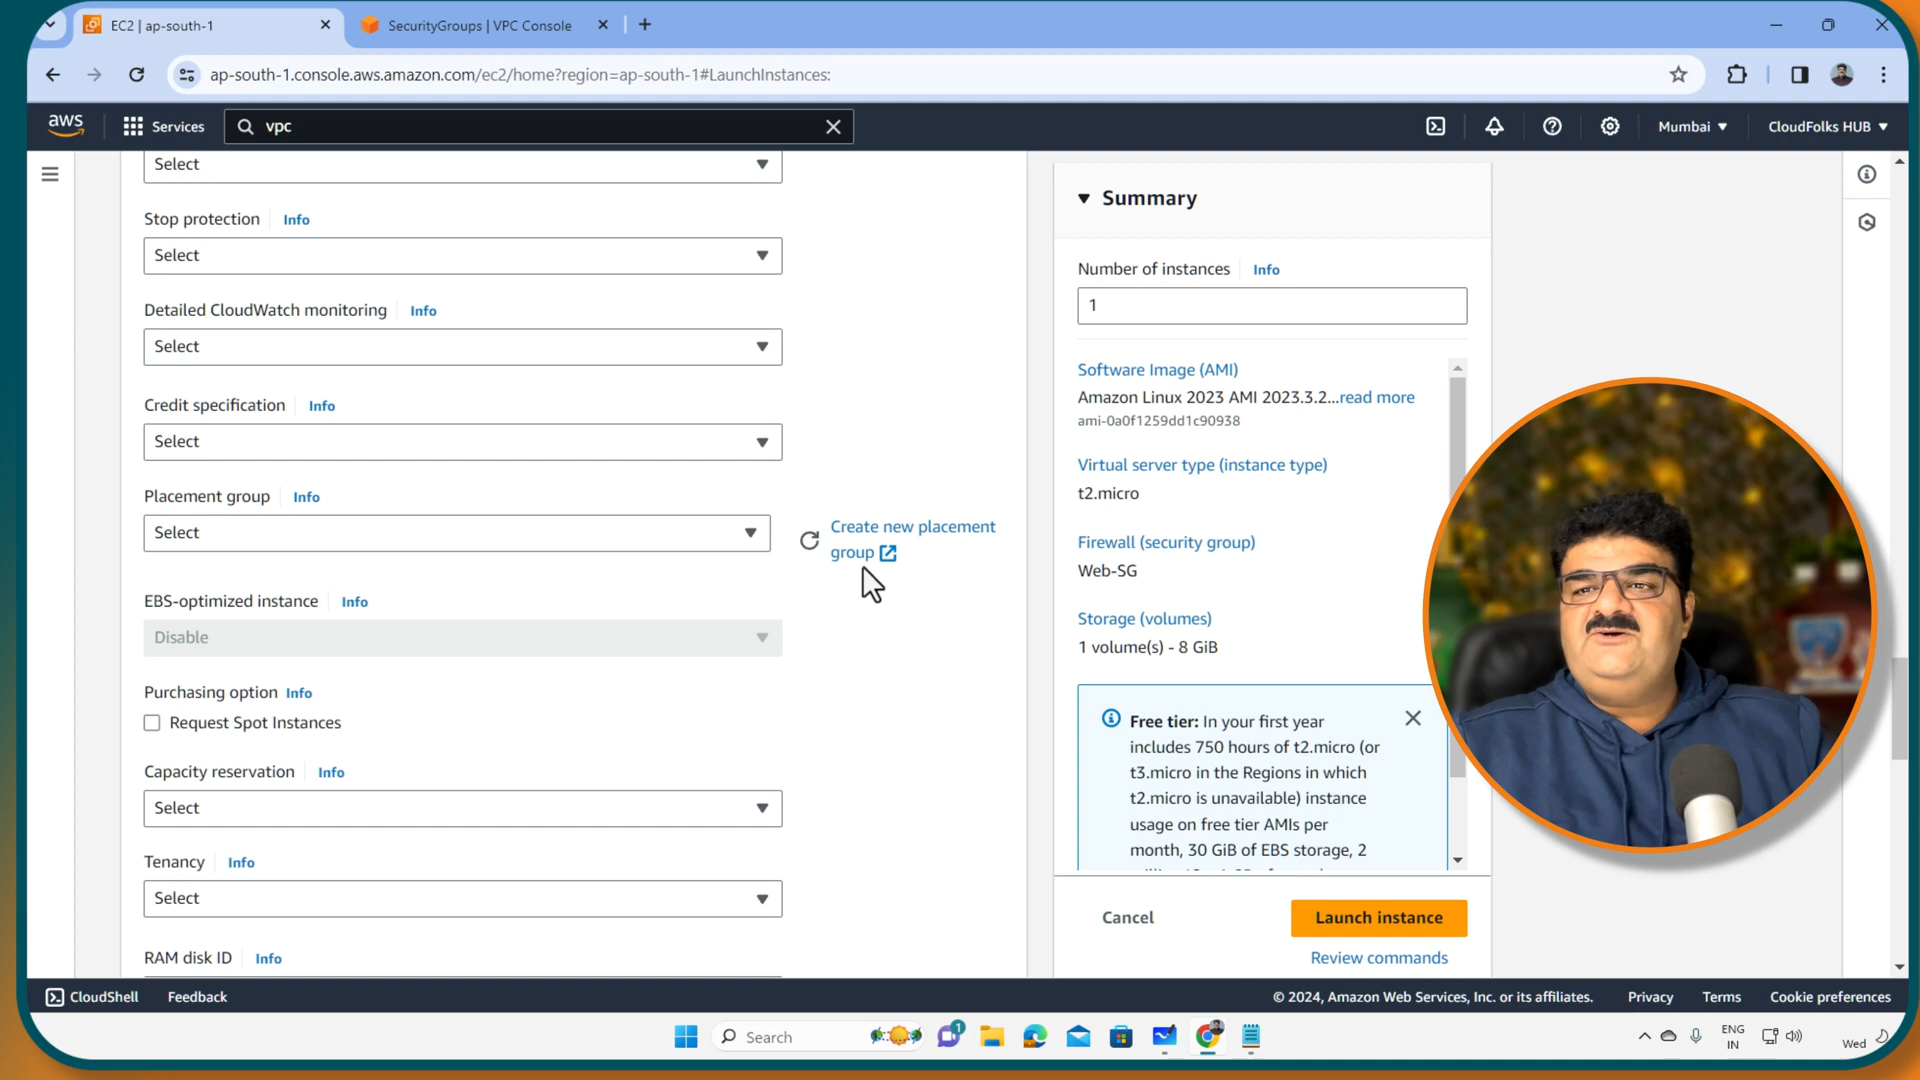 EC2 | ap-south-1
SecurityGroups | VPC Console
ap-south-1.console.aws.amazon.com/ec2/home?region=ap-south-1#LaunchInstances:
aws
Services
vpc
Mumbai
CloudFolks HUB
Select
Stop protection Info
Select
Detailed CloudWatch monitoring Info
Select
Credit specification Info
Select
Placement group Info
Select
Create new placement
group
EBS-optimized instance Info
Disable
Purchasing option Info
Request Spot Instances
Capacity reservation Info
Select
Tenancy Info
Select
RAM disk ID Info
Summary
Number of instances Info
1
Software Image (AMI)
Amazon Linux 2023 AMI 2023.3.2...read more
ami-0a0f1259dd1c90938
Virtual server type (instance type)
t2.micro
Firewall (security group)
Web-SG
Storage (volumes)
1 volume(s) - 8 GiB
Free tier: In your first year
includes 750 hours of t2.micro (or
t3.micro in the Regions in which
t2.micro is unavailable) instance
usage on free tier AMIs per
month, 30 GiB of EBS storage, 2
Cancel
Launch instance
Review commands
CloudShell
Feedback
© 2024, Amazon Web Services, Inc. or its affiliates.
Privacy
Terms
Cookie preferences
Search
1
ENG
IN
Wed